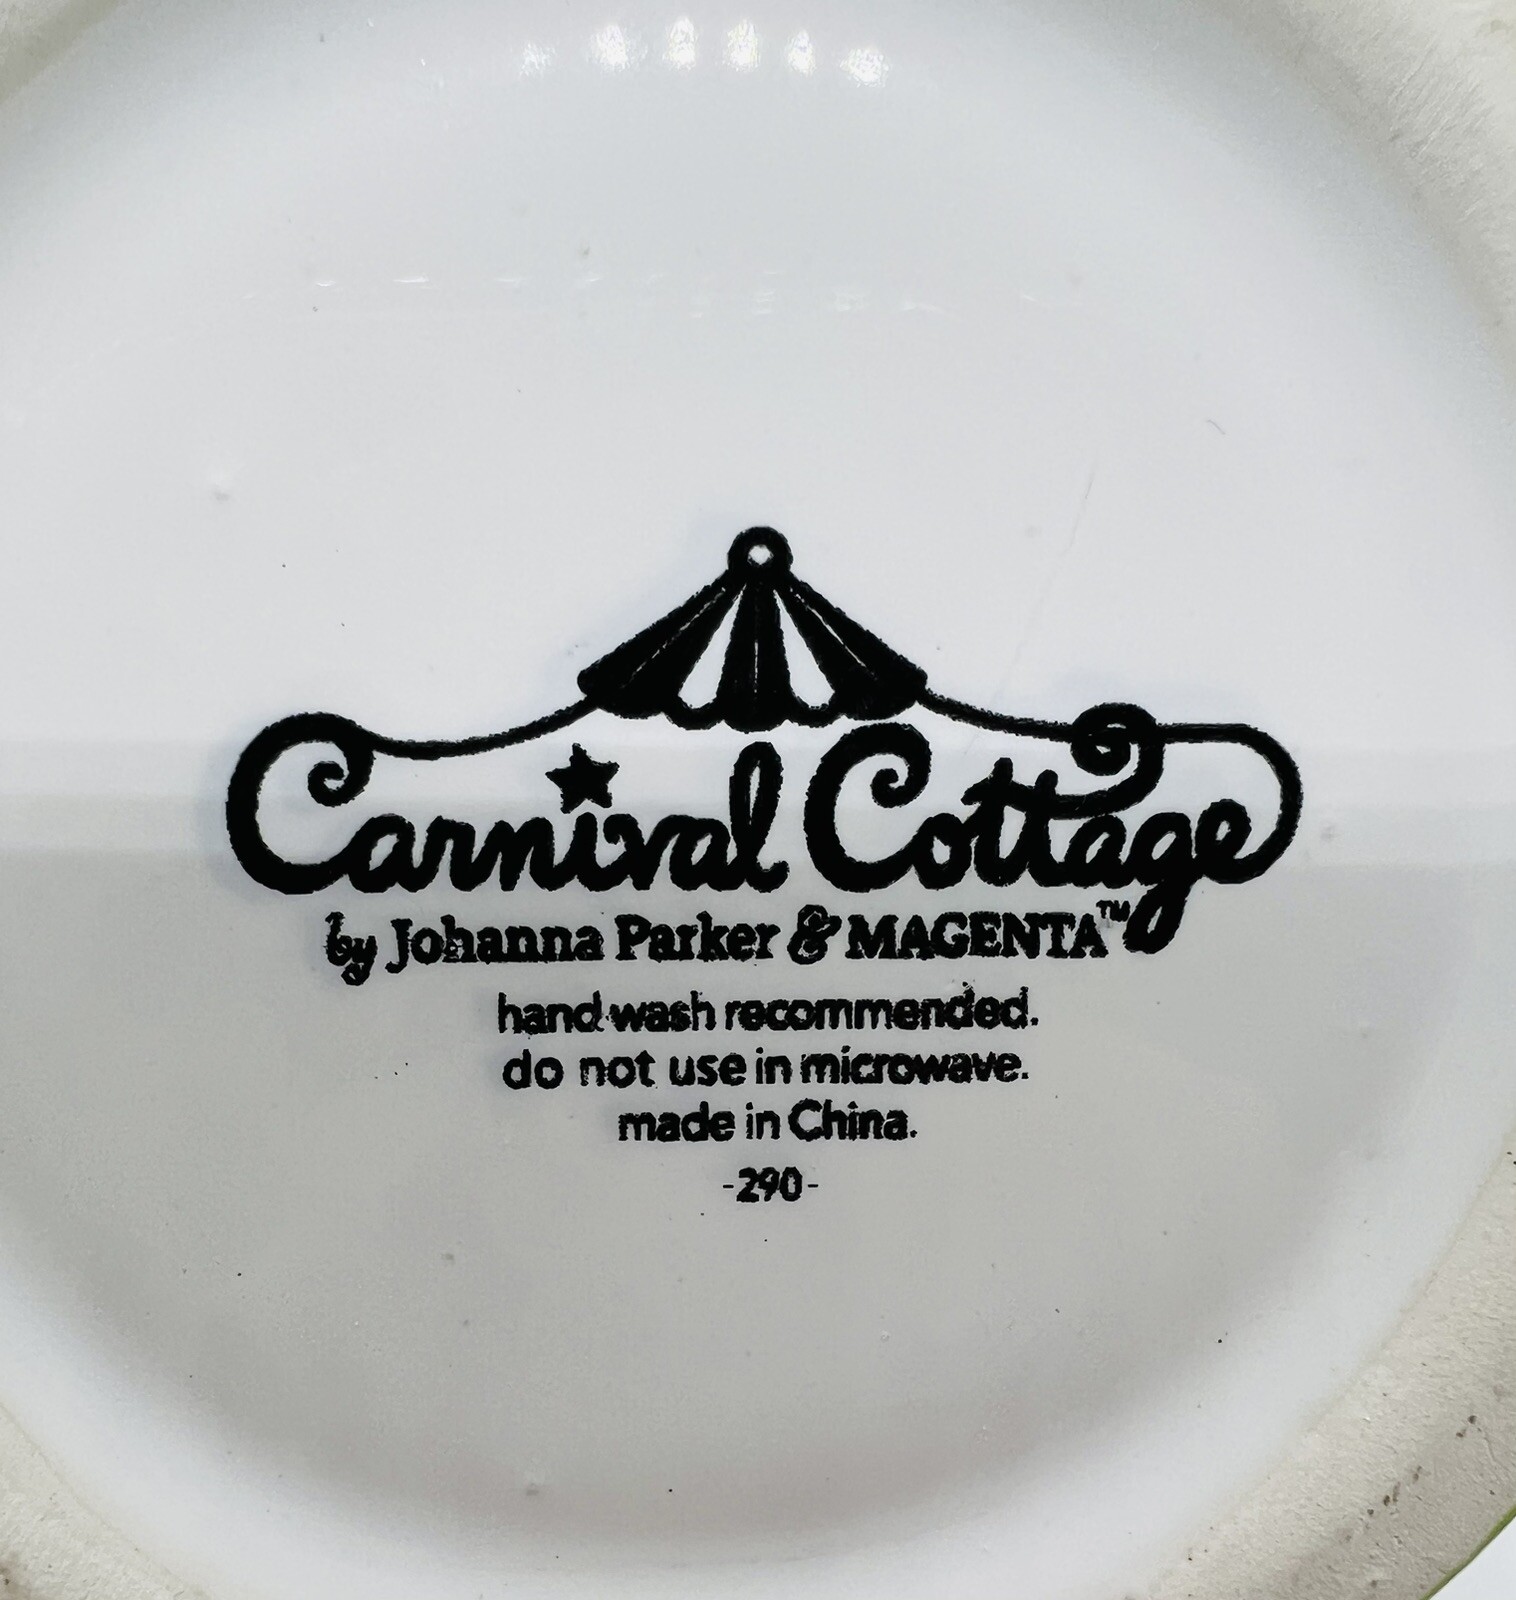 Carnival Cottage
by Johanna Parker & MAGENTA™
hand wash recommended.
do not use in microwave.
made in China.
-290-